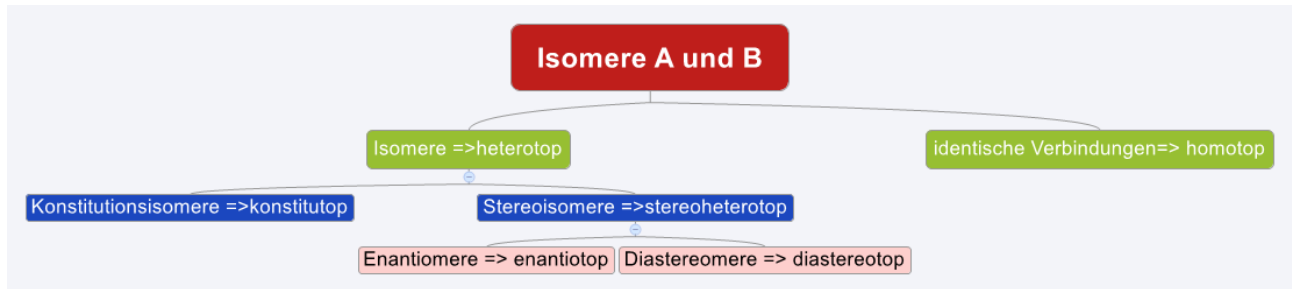 Isomere A und B
Isomere =>heterotop
identische Verbindungen=> homotop
Konstitutionsisomere =>konstitutop
Stereoisomere =>stereoheterotop
Enantiomere => enantiotop
Diastereomere => diastereotop